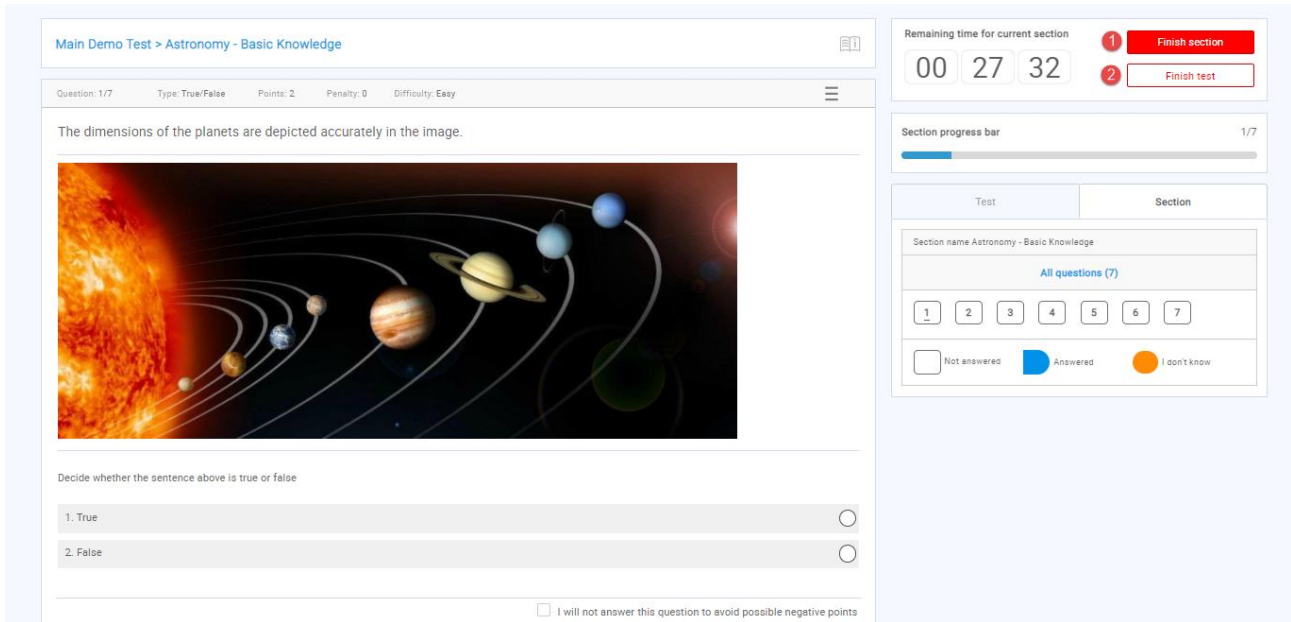 Main Demo Test > Astronomy - Basic Knowledge
Question: 1/7 Type: True/False Points: 2 Penalty: 0 Difficulty: Easy
The dimensions of the planets are depicted accurately in the image.
Decide whether the sentence above is true or false
1. True
2. False
I will not answer this question to avoid possible negative points
Remaining time for current section
00 27 32
1 Finish section
2 Finish test
Section progress bar 1/7
Test Section
Section name Astronomy - Basic Knowledge
All questions (7)
1 2 3 4 5 6 7
Not answered Answered I don't know